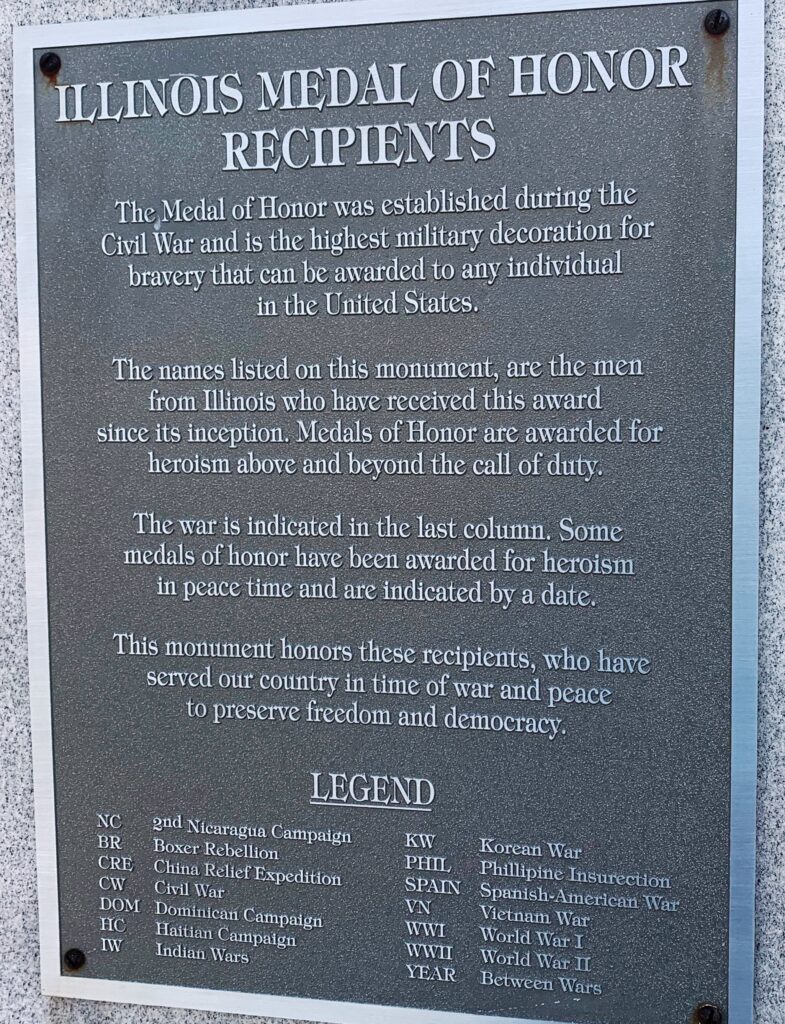 ILLINOIS MEDAL OF HONOR
RECIPIENTS
The Medal of Honor was established during the
Civil War and is the highest military decoration for
bravery that can be awarded to any individual
in the United States.
The names listed on this monument, are the men
from Illinois who have received this award
since its inception. Medals of Honor are awarded for
heroism above and beyond the call of duty.
The war is indicated in the last column. Some
medals of honor have been awarded for heroism
in peace time and are indicated by a date.
This monument honors these recipients, who have
served our country in time of war and peace
to preserve freedom and democracy.
LEGEND
NC 2nd Nicaragua Campaign
BR Boxer Rebellion
CRE China Relief Expedition
CW Civil War
DOM Dominican Campaign
HC Haitian Campaign
IW Indian Wars
KW Korean War
PHIL Phillipine Insurection
SPAIN Spanish-American War
VN Vietnam War
WWI World War I
WWII World War II
YEAR Between Wars